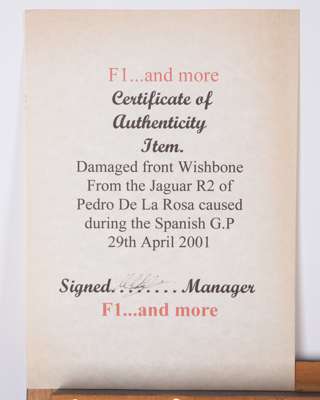 F1...and more
Certificate of
Authenticity
Item.
Damaged front Wishbone
From the Jaguar R2 of
Pedro De La Rosa caused
during the Spanish G.P
29th April 2001
Signed. . . . . . . . Manager
F1...and more